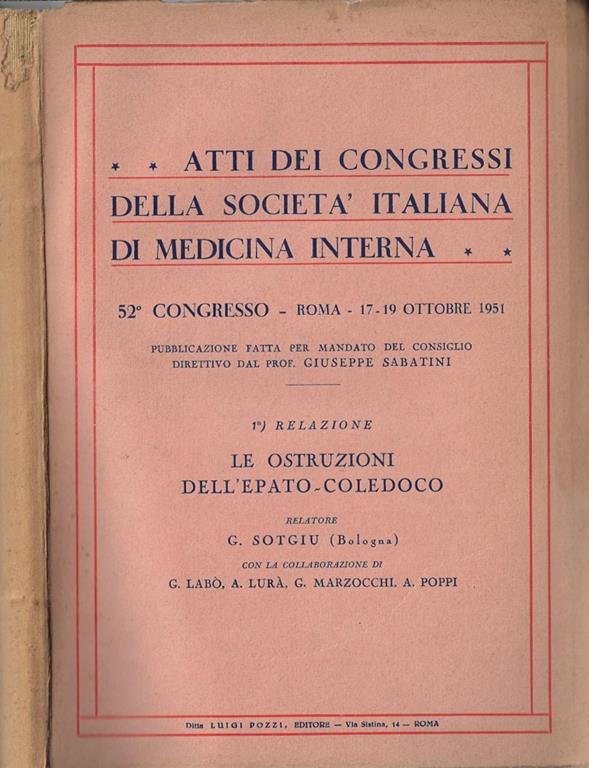 * * ATTI DEI CONGRESSI
DELLA SOCIETA' ITALIANA
DI MEDICINA INTERNA * *
52º CONGRESSO - ROMA - 17-19 OTTOBRE 1951
PUBBLICAZIONE FATTA PER MANDATO DEL CONSIGLIO
DIRETTIVO DAL PROF. GIUSEPPE SABATINI
1ª) RELAZIONE
LE OSTRUZIONI
DELL'EPATO-COLEDOCO
RELATORE
G. SOTGIU (Bologna)
CON LA COLLABORAZIONE DI
G. LABÒ, A. LURÀ, G. MARZOCCHI, A. POPPI
Ditta LUIGI POZZI, EDITORE — Via Sistina, 14 — ROMA